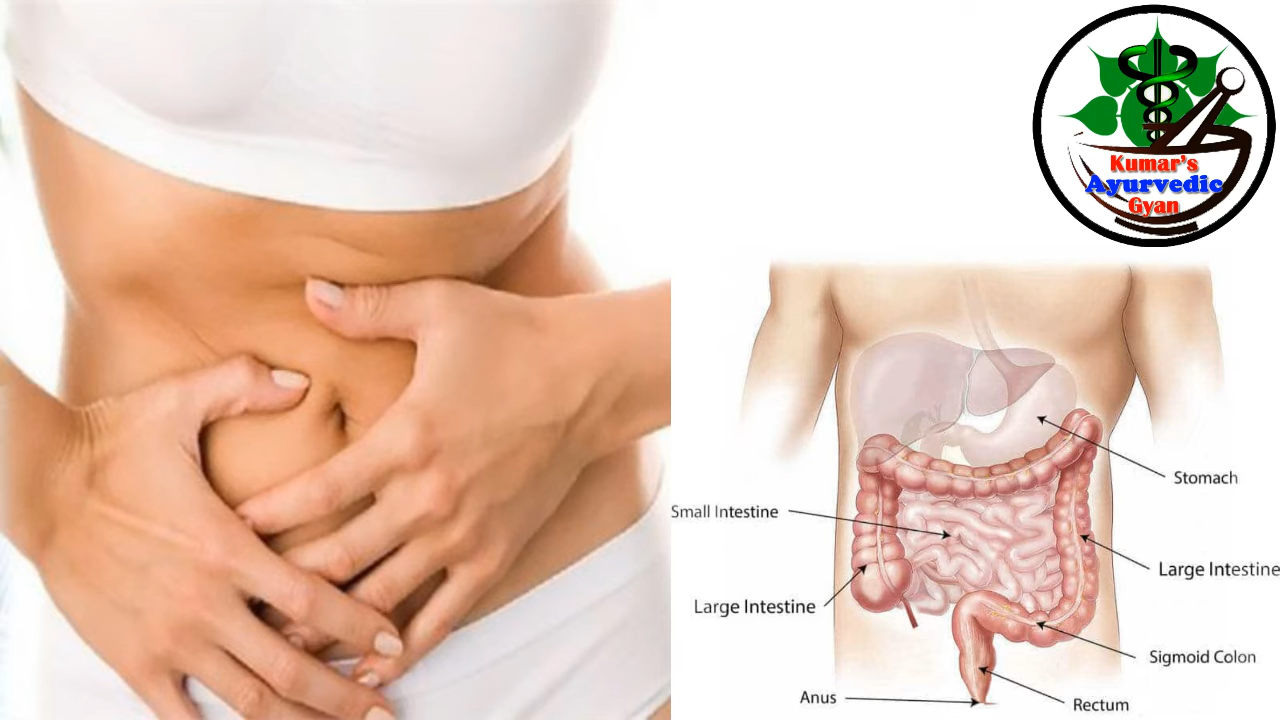 Kumar's
Ayurvedic
Gyan
Stomach
Small Intestine
Large Intestine
Large Intestine
Sigmoid Colon
Anus
Rectum